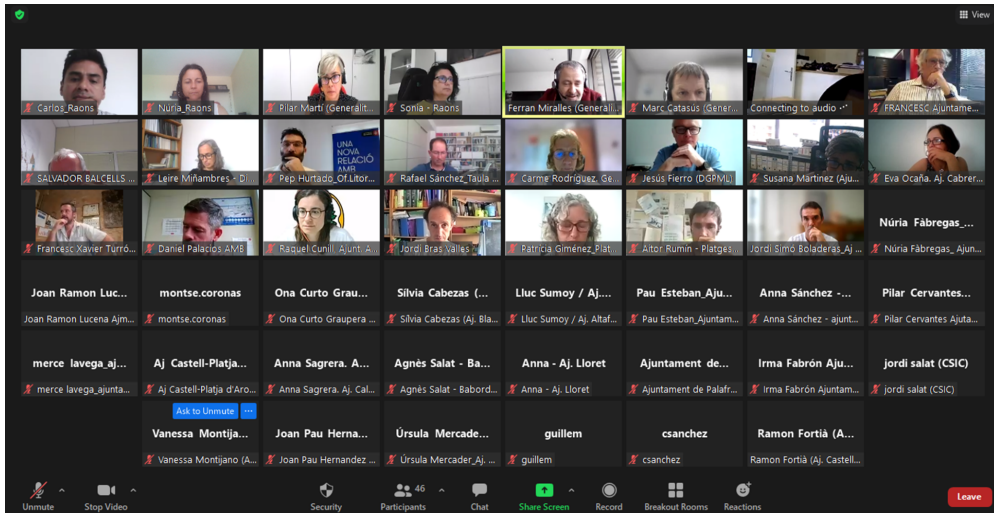 View
Carlos_Raons
Núria_Raons
Pilar Martí (Generalit...
Sonia - Raons
Ferran Miralles (Generali...
Marc Catasús (Gener...
Connecting to audio ···
FRANCESC Ajuntame...
UNA
NOVA
RELACIÓ
AMB
SALVADOR BALCELLS ...
Leire Miñambres - Di...
Pep Hurtado_Of.Litor...
Rafael Sánchez_Taula ...
Carme Rodríguez, Ge...
Jesús Fierro (DGPML)
Susana Martínez (Aju...
Eva Ocaña. Aj. Cabrer...
Francesc Xavier Turró...
Daniel Palacios AMB
Raquel Cunill. Ajunt. A...
Jordi Bras Valles
Patricia Giménez_Plat...
Aitor Rumín - Platges...
Jordi Simó Boladeras_Aj ...
Núria Fàbregas_...
Núria Fàbregas_ Ajun...
Joan Ramon Luc...
montse.coronas
Ona Curto Grau...
Sílvia Cabezas (...
Lluc Sumoy / Aj....
Pau Esteban_Aju...
Anna Sánchez -...
Pilar Cervantes...
Joan Ramon Lucena Ajm...
montse.coronas
Ona Curto Graupera ...
Sílvia Cabezas (Aj. Bla...
Lluc Sumoy / Aj. Altaf...
Pau Esteban_Ajuntam...
Anna Sánchez - ajunt...
Pilar Cervantes Ajuta...
merce lavega_aj...
Aj Castell-Platja...
Anna Sagrera. A...
Agnès Salat - Ba...
Anna - Aj. Lloret
Ajuntament de...
Irma Fabrón Aju...
jordi salat (CSIC)
merce lavega_ajunta...
Aj Castell-Platja d'Aro...
Anna Sagrera. Aj. Cal...
Agnès Salat - Babord...
Anna - Aj. Lloret
Ajuntament de Palafr...
Irma Fabrón Ajuntam...
jordi salat (CSIC)
Ask to Unmute ···
Vanessa Montija...
Joan Pau Herna...
Úrsula Mercade...
guillem
csanchez
Ramon Fortià (A...
Vanessa Montijano (A...
Joan Pau Hernandez ...
Úrsula Mercader_Aj. ...
guillem
csanchez
Ramon Fortià (Aj. Castell...
46
Unmute
Stop Video
Security
Participants
Chat
Share Screen
Record
Breakout Rooms
Reactions
Leave